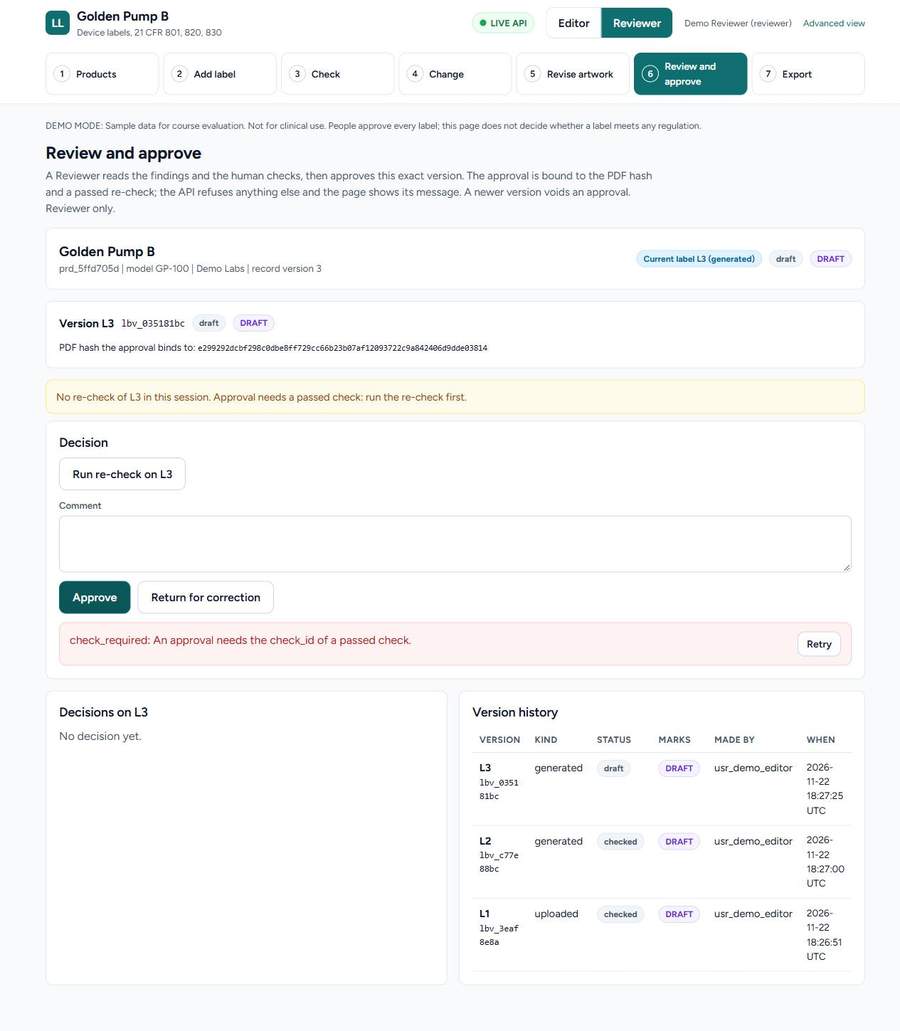 LL
Golden Pump B
Device labels, 21 CFR 801, 820, 830
LIVE API
Editor
Reviewer
Demo Reviewer (reviewer)
Advanced view
1 Products
2 Add label
3 Check
4 Change
5 Revise artwork
6 Review and
approve
7 Export
DEMO MODE: Sample data for course evaluation. Not for clinical use. People approve every label; this page does not decide whether a label meets any regulation.
Review and approve
A Reviewer reads the findings and the human checks, then approves this exact version. The approval is bound to the PDF hash
and a passed re-check; the API refuses anything else and the page shows its message. A newer version voids an approval.
Reviewer only.
Golden Pump B
prd_5ffd705d | model GP-100 | Demo Labs | record version 3
Current label L3 (generated)
draft
DRAFT
Version L3 lbv_035181bc draft DRAFT
PDF hash the approval binds to: e299292dcbf298c0dbe8ff729cc66b23b07af12093722c9a842406d9dde03814
No re-check of L3 in this session. Approval needs a passed check: run the re-check first.
Decision
Run re-check on L3
Comment
Approve
Return for correction
check_required: An approval needs the check_id of a passed check.
Retry
Decisions on L3
No decision yet.
Version history
VERSION KIND STATUS MARKS MADE BY WHEN
L3 generated draft DRAFT usr_demo_editor 2026-
lbv_0351 11-22
81bc 18:27:25
UTC
L2 generated checked DRAFT usr_demo_editor 2026-
lbv_c77e 11-22
88bc 18:27:00
UTC
L1 uploaded checked DRAFT usr_demo_editor 2026-
lbv_3eaf 11-22
8e8a 18:26:51
UTC